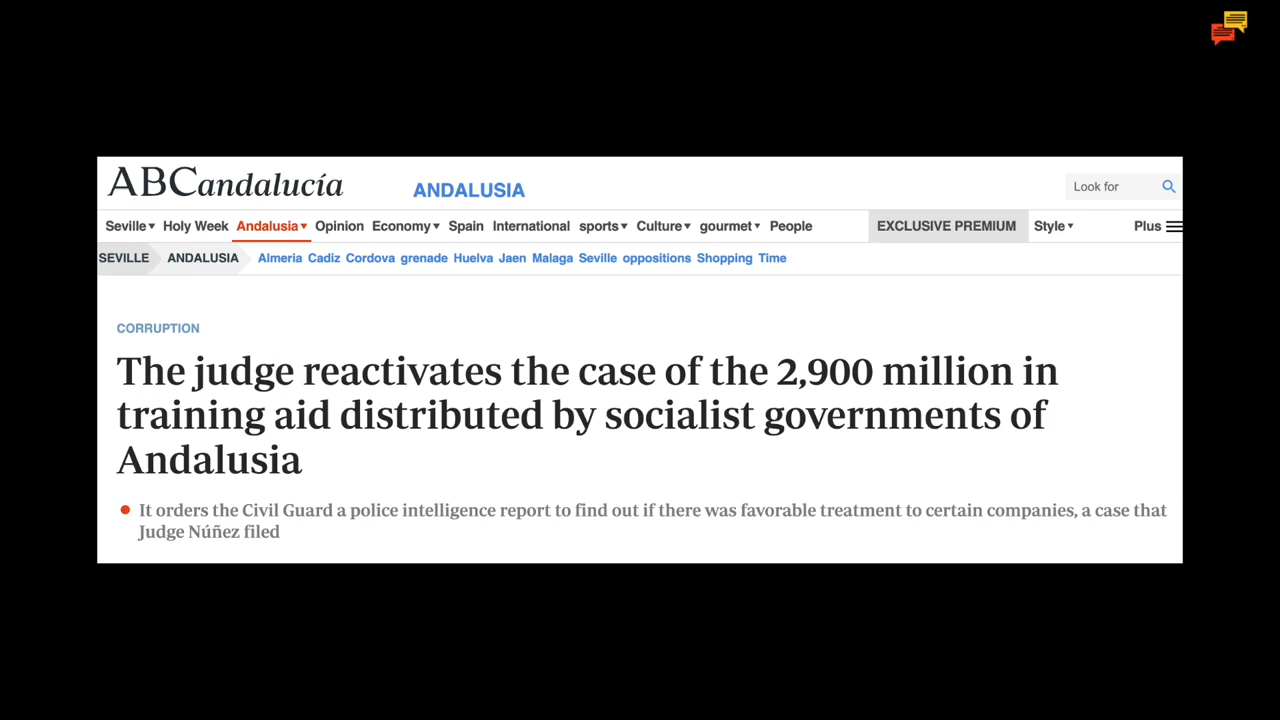 ABCandalucía ANDALUSIA Look for
Seville Holy Week Andalusia Opinion Economy Spain International sports Culture gourmet People EXCLUSIVE PREMIUM Style Plus
SEVILLE ANDALUSIA Almeria Cadiz Cordova grenade Huelva Jaen Malaga Seville oppositions Shopping Time
CORRUPTION
The judge reactivates the case of the 2,900 million in
training aid distributed by socialist governments of
Andalusia
It orders the Civil Guard a police intelligence report to find out if there was favorable treatment to certain companies, a case that
Judge Núñez filed